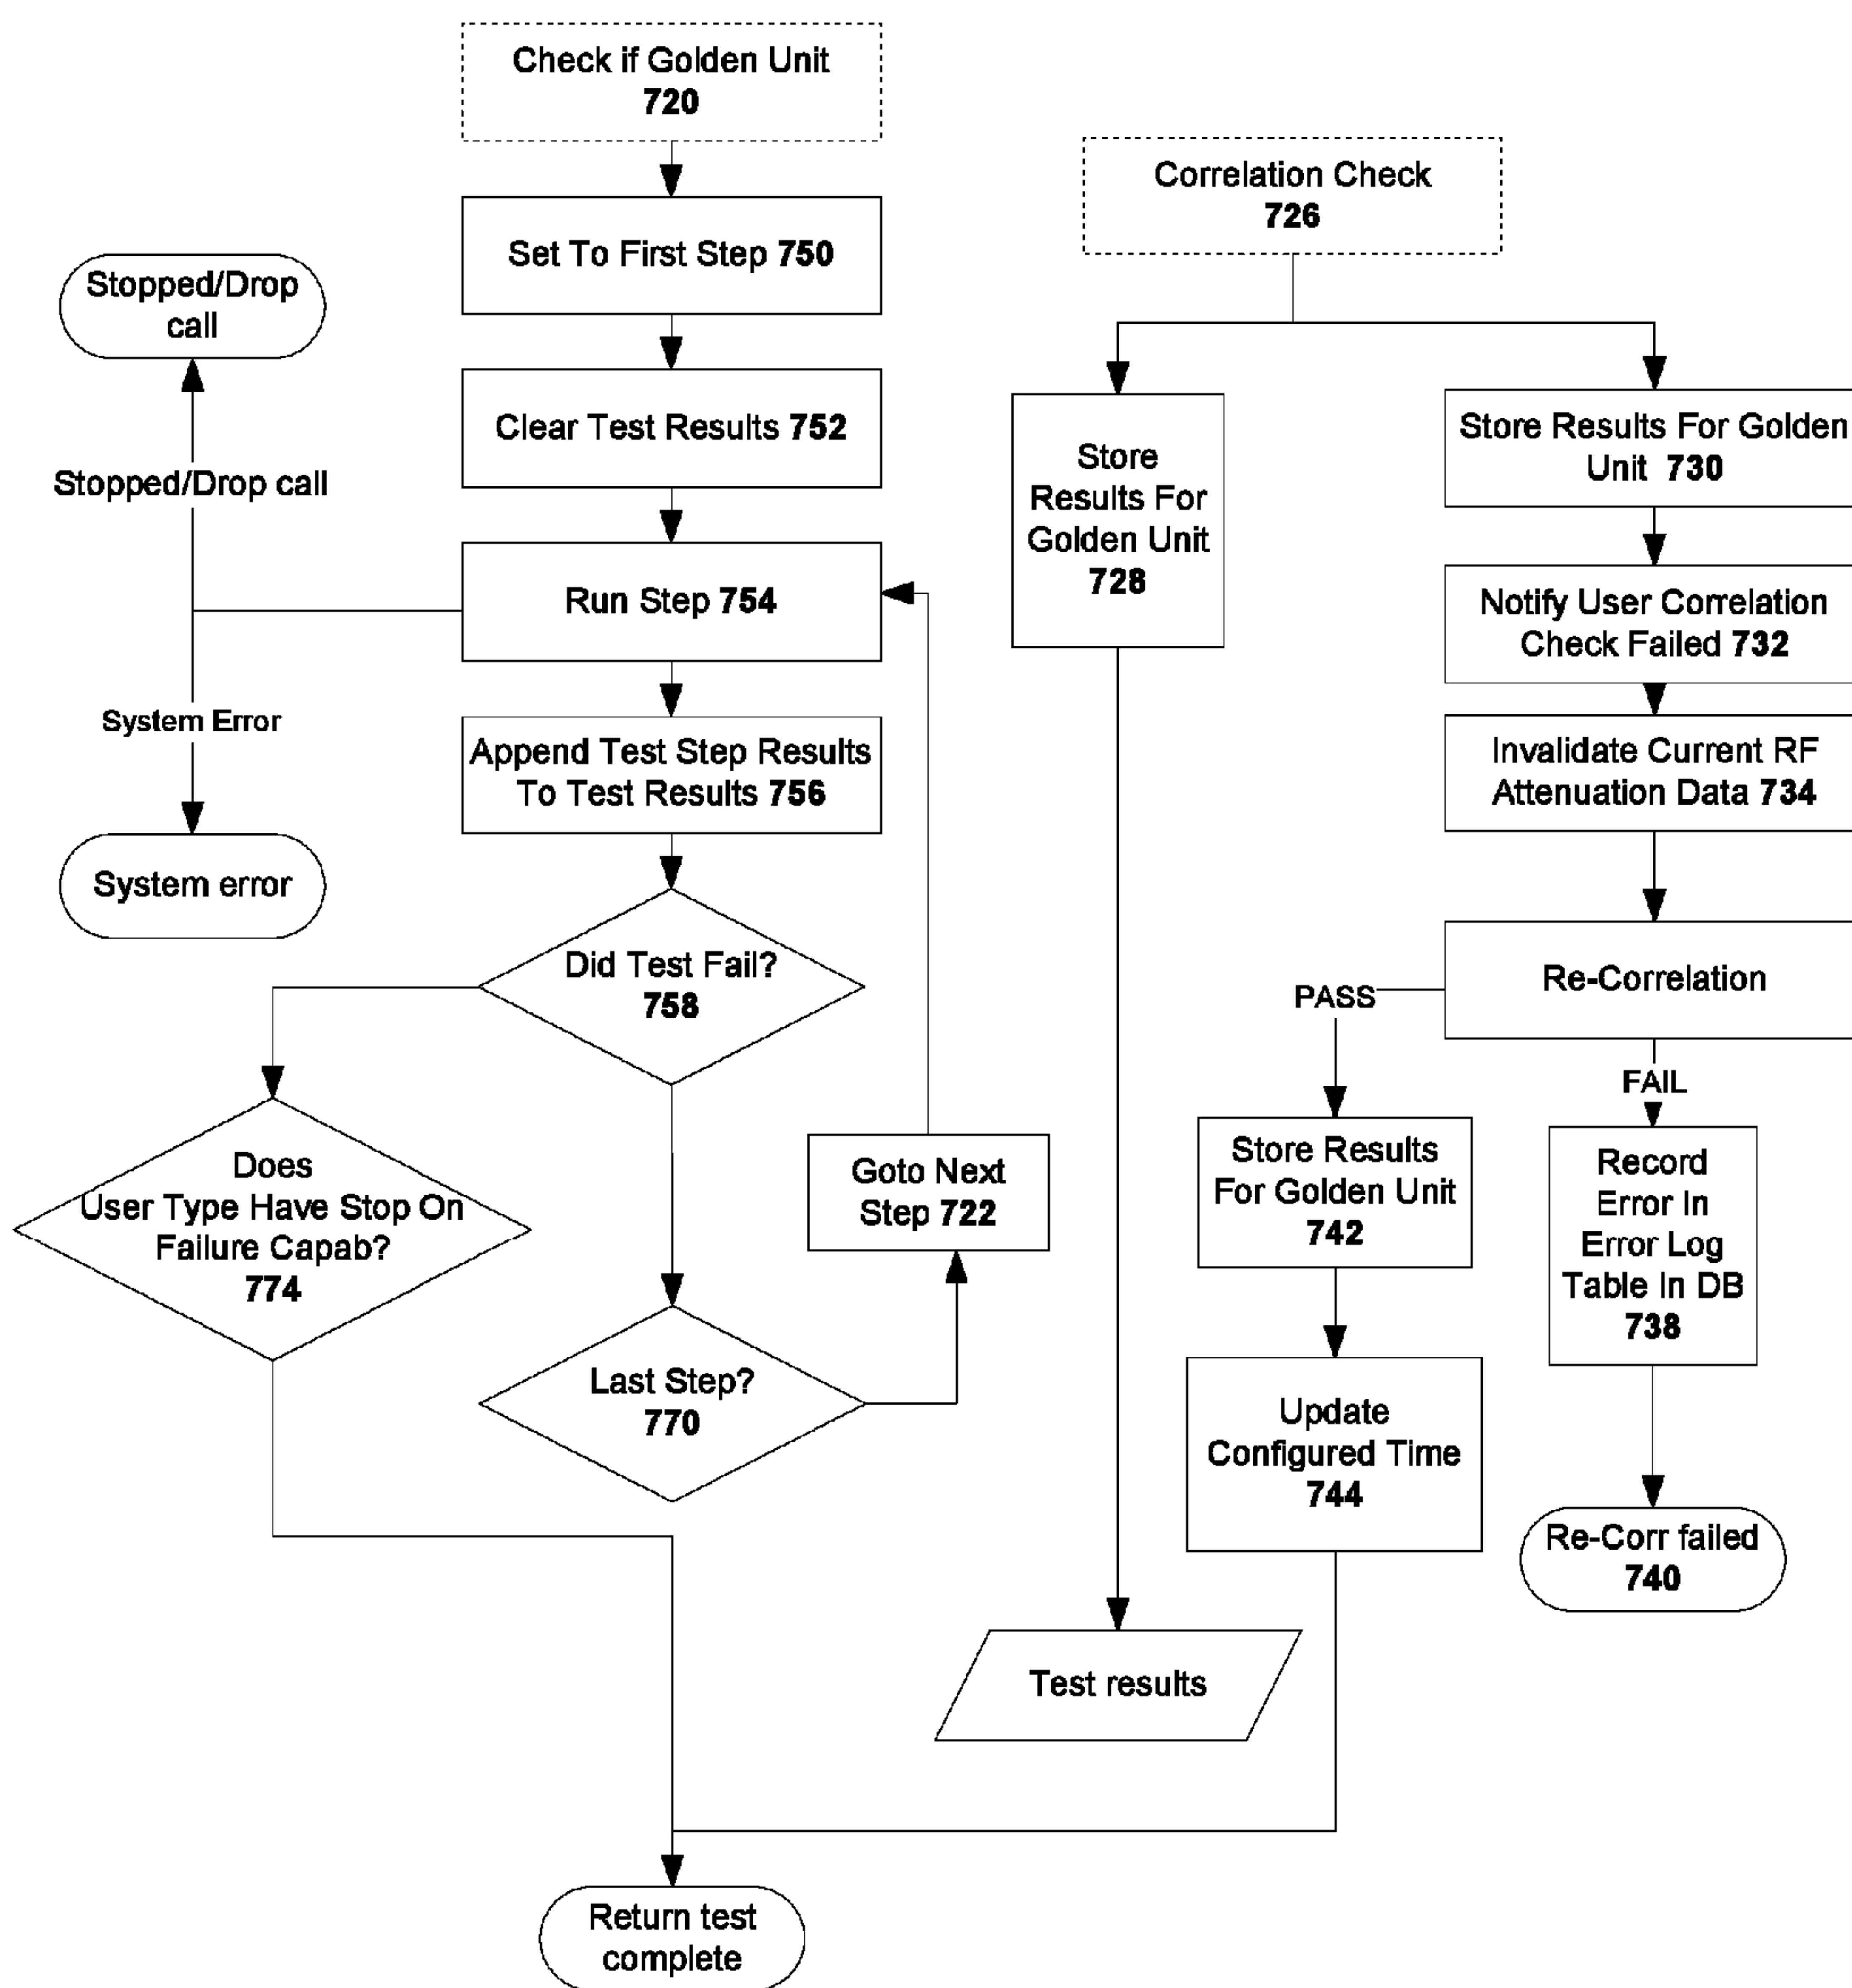 Check if Golden Unit
720
Set To First Step 750
Clear Test Results 752
Run Step 754
Stopped/Drop
call
Stopped/Drop call
System Error
System error
Append Test Step Results
To Test Results 756
Did Test Fail?
758
Does
User Type Have Stop On
Failure Capab?
774
Last Step?
770
Goto Next
Step 722
Correlation Check
726
Store
Results For
Golden Unit
728
Store Results For Golden
Unit 730
Notify User Correlation
Check Failed 732
Invalidate Current RF
Attenuation Data 734
Re-Correlation
PASS
FAIL
Store Results
For Golden Unit
742
Update
Configured Time
744
Record
Error In
Error Log
Table In DB
738
Re-Corr failed
740
Test results
Return test
complete